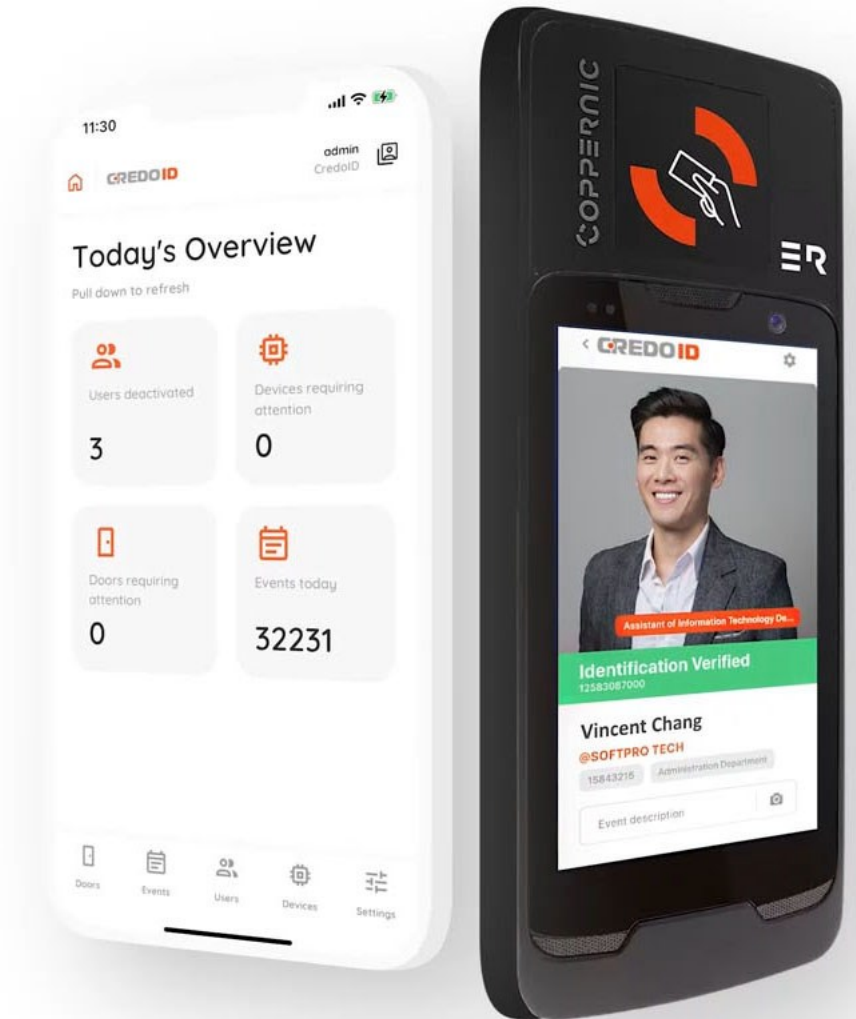 11:30
admin
CREDOID
CredoID
Today's Overview
Pull down to refresh
Users deactivated
3
Devices requiring
attention
0
Doors requiring
attention
0
Events today
32231
Doors
Events
Users
Devices
Settings
COPPERNIC
ER
CREDOID
Assistant of Information Technology De...
Identification Verified
12583087000
Vincent Chang
@SOFTPRO TECH
15843216
Administration Department
Event description